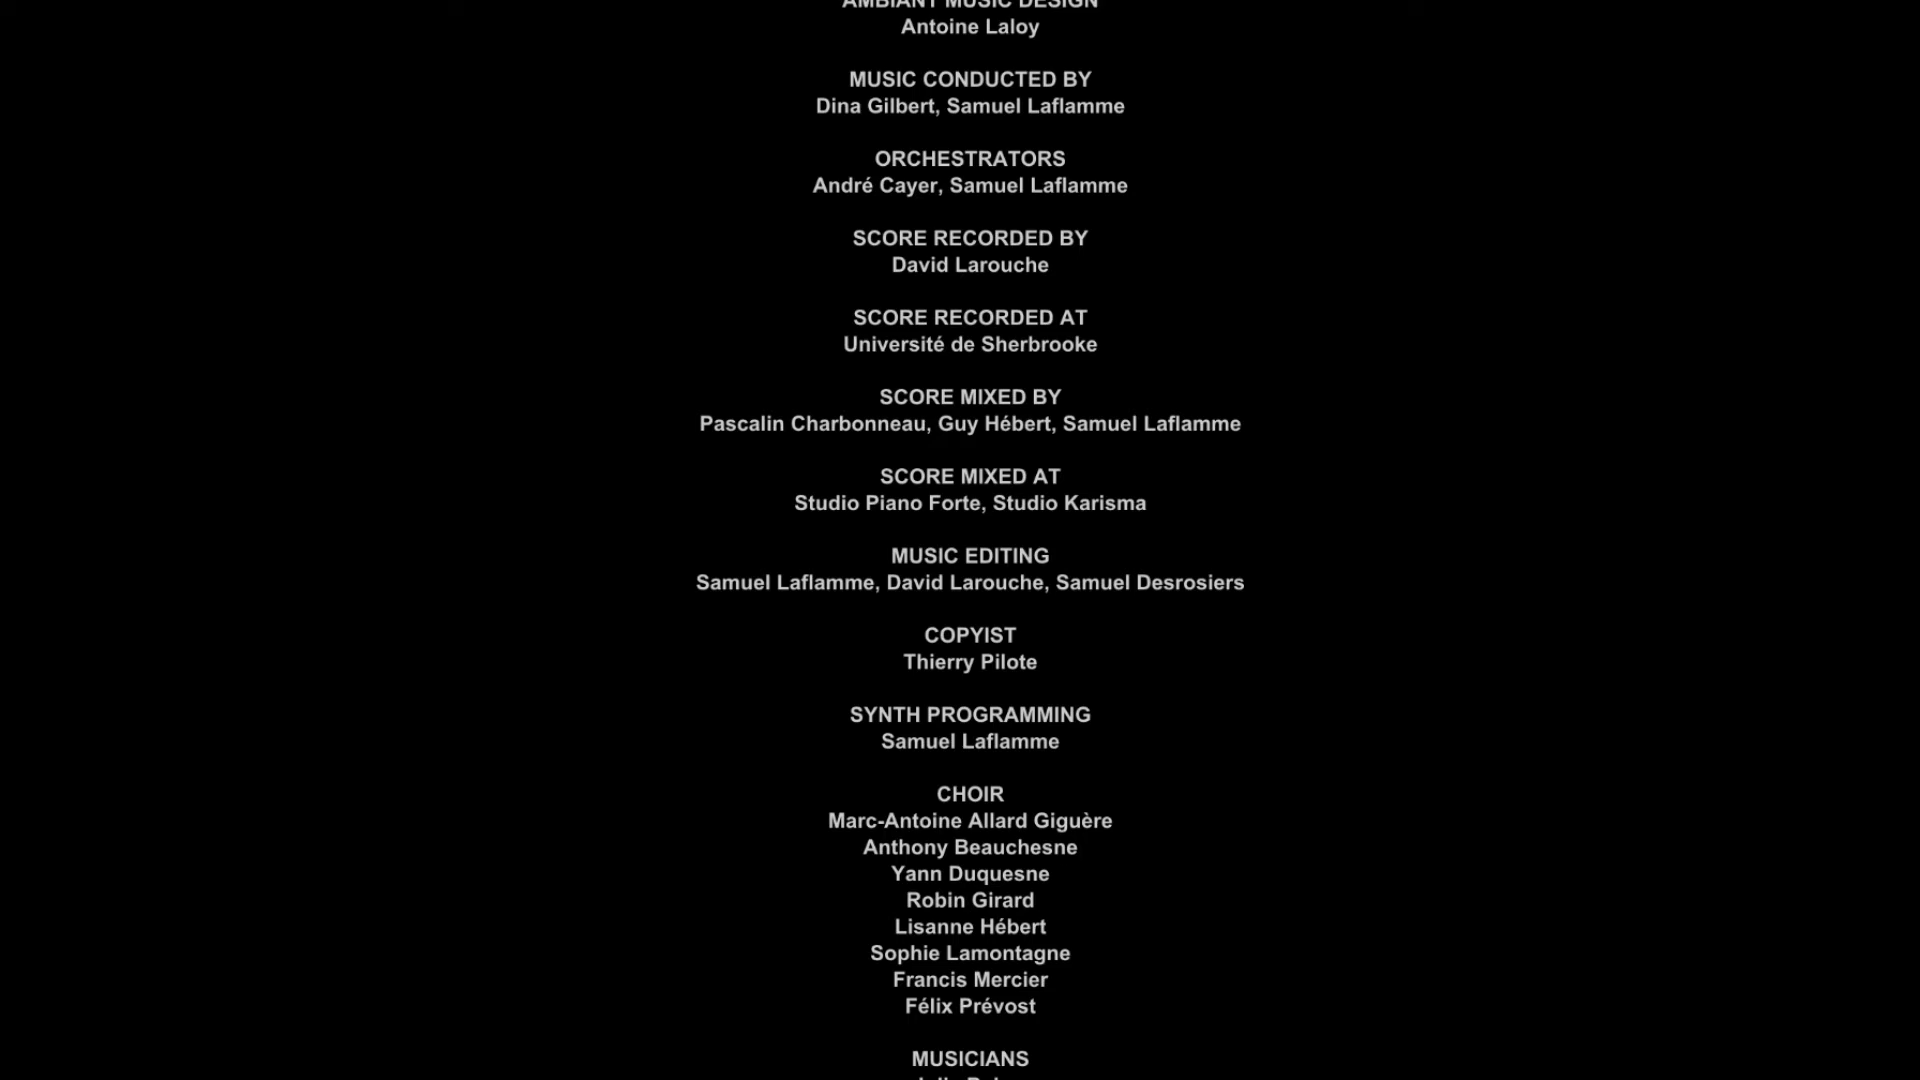 AMBIANT MUSIC DESIGN
Antoine Laloy
MUSIC CONDUCTED BY
Dina Gilbert, Samuel Laflamme
ORCHESTRATORS
André Cayer, Samuel Laflamme
SCORE RECORDED BY
David Larouche
SCORE RECORDED AT
Université de Sherbrooke
SCORE MIXED BY
Pascalin Charbonneau, Guy Hébert, Samuel Laflamme
SCORE MIXED AT
Studio Piano Forte, Studio Karisma
MUSIC EDITING
Samuel Laflamme, David Larouche, Samuel Desrosiers
COPYIST
Thierry Pilote
SYNTH PROGRAMMING
Samuel Laflamme
CHOIR
Marc-Antoine Allard Giguère
Anthony Beauchesne
Yann Duquesne
Robin Girard
Lisanne Hébert
Sophie Lamontagne
Francis Mercier
Félix Prévost
MUSICIANS